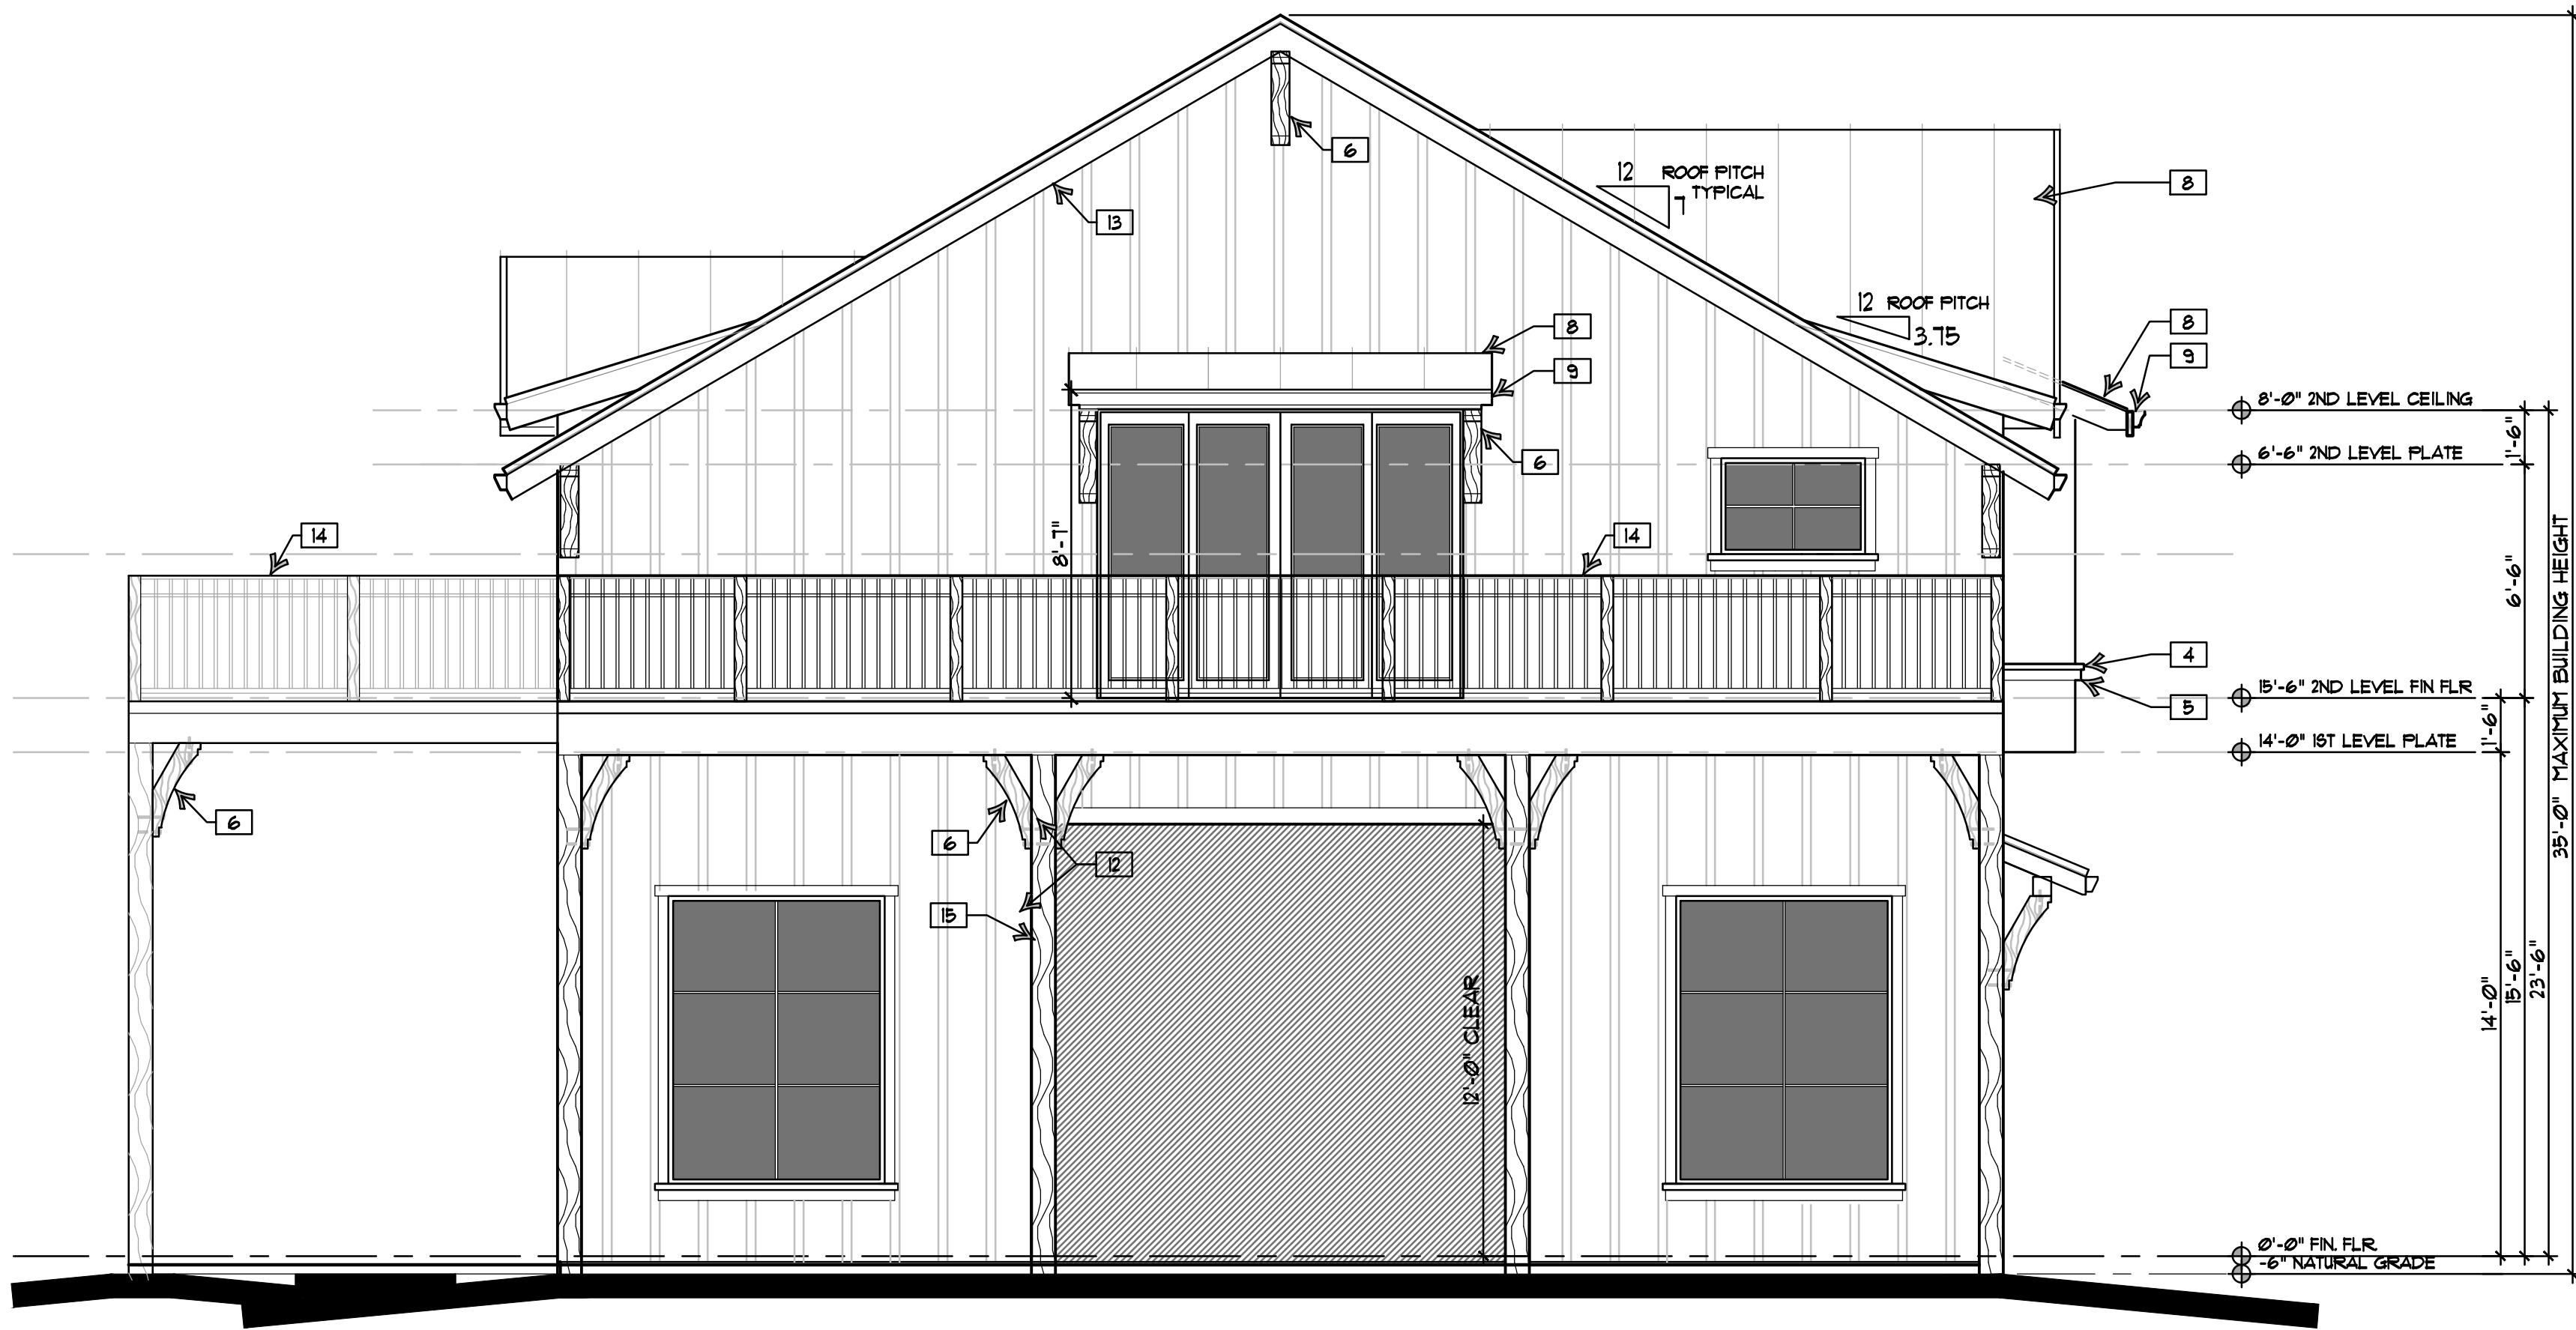 6
12 ROOF PITCH
7 TYPICAL
8
13
12 ROOF PITCH
3.75
8
8
9
9
8'-0" 2ND LEVEL CEILING
1'-6"
6'-6" 2ND LEVEL PLATE
6
14
14
8'-7"
6'-6"
35'-0" MAXIMUM BUILDING HEIGHT
4
15'-6" 2ND LEVEL FIN FLR
5
1'-6"
14'-0" 1ST LEVEL PLATE
6
6
12
15
12'-0" CLEAR
14'-0"
15'-6"
23'-6"
0'-0" FIN. FLR.
-6" NATURAL GRADE